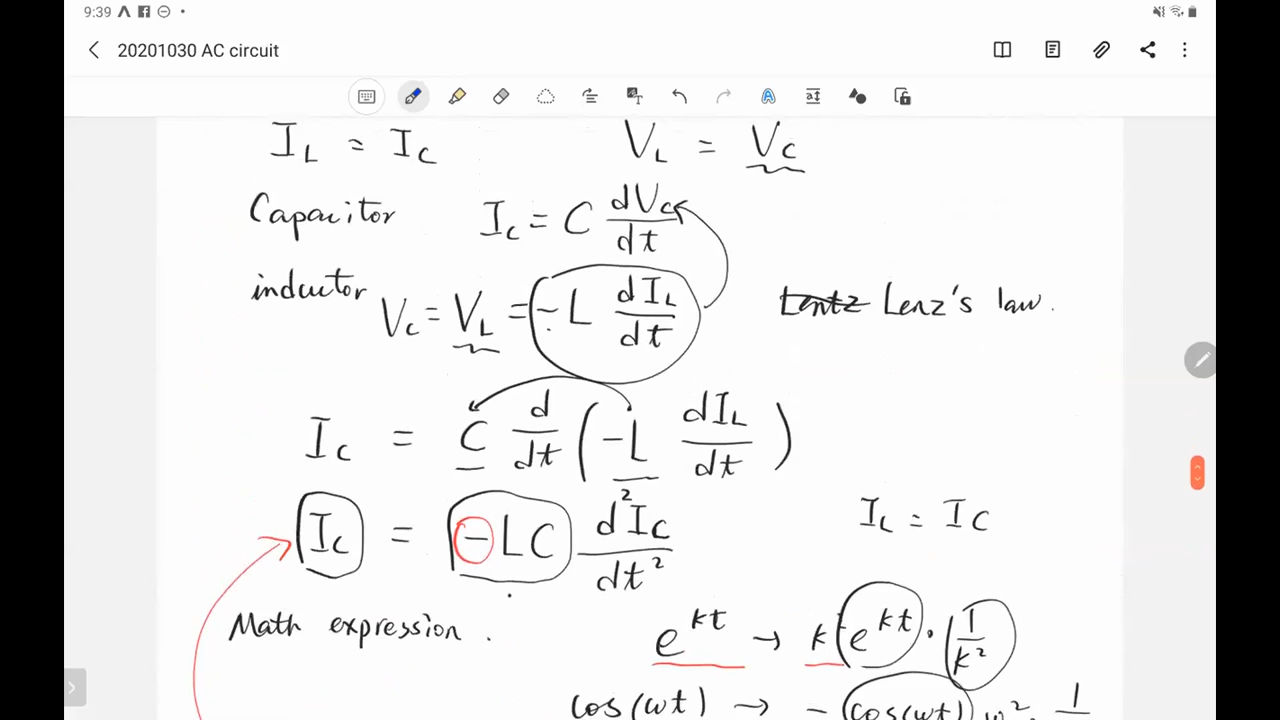 9:39
20201030 AC circuit
I_L = I_C V_L = V_C
Capacitor I_C = C dV_C/dt
inductor V_C = V_L = -L dI_L/dt Lenz's law.
I_C = C d/dt (-L dI_L/dt)
I_C = -LC d²I_C/dt² I_L = I_C
Math expression.
e^{kt} → k e^{kt} · 1/k²
cos(ωt) → - cos(ωt) ω² · 1